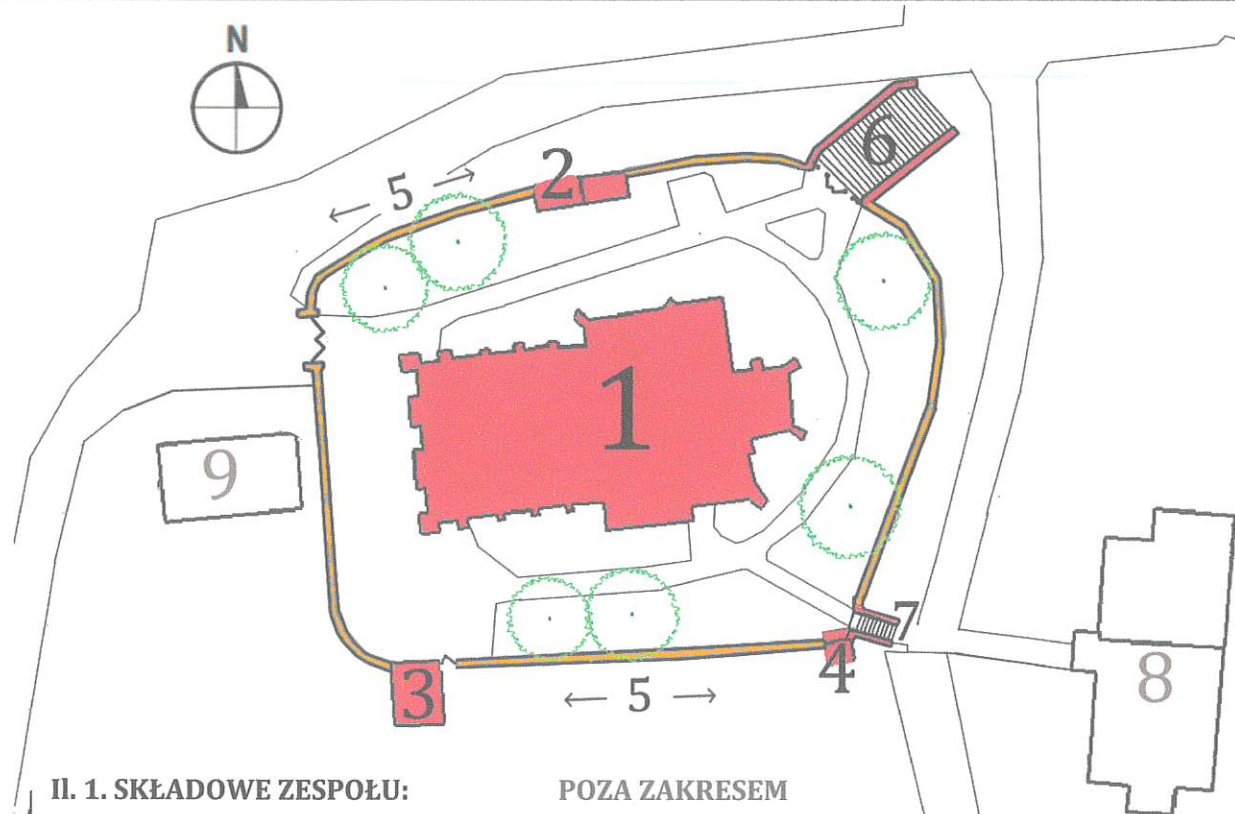 N
6
2
← 5 →
1
9
7
4
8
3
← 5 →
Il. 1. SKŁADOWE ZESPOŁU: POZA ZAKRESEM